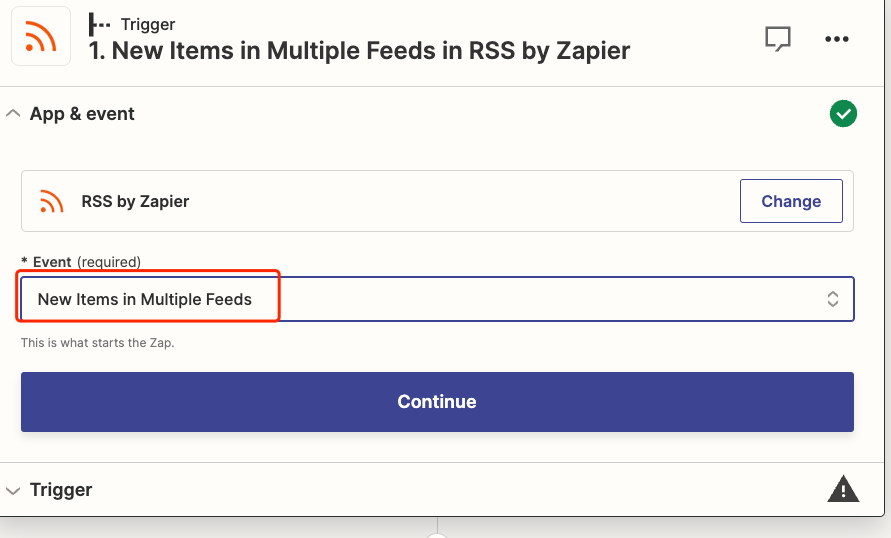 Trigger
1. New Items in Multiple Feeds in RSS by Zapier
App & event
RSS by Zapier
Change
* Event (required)
New Items in Multiple Feeds
This is what starts the Zap.
Continue
Trigger